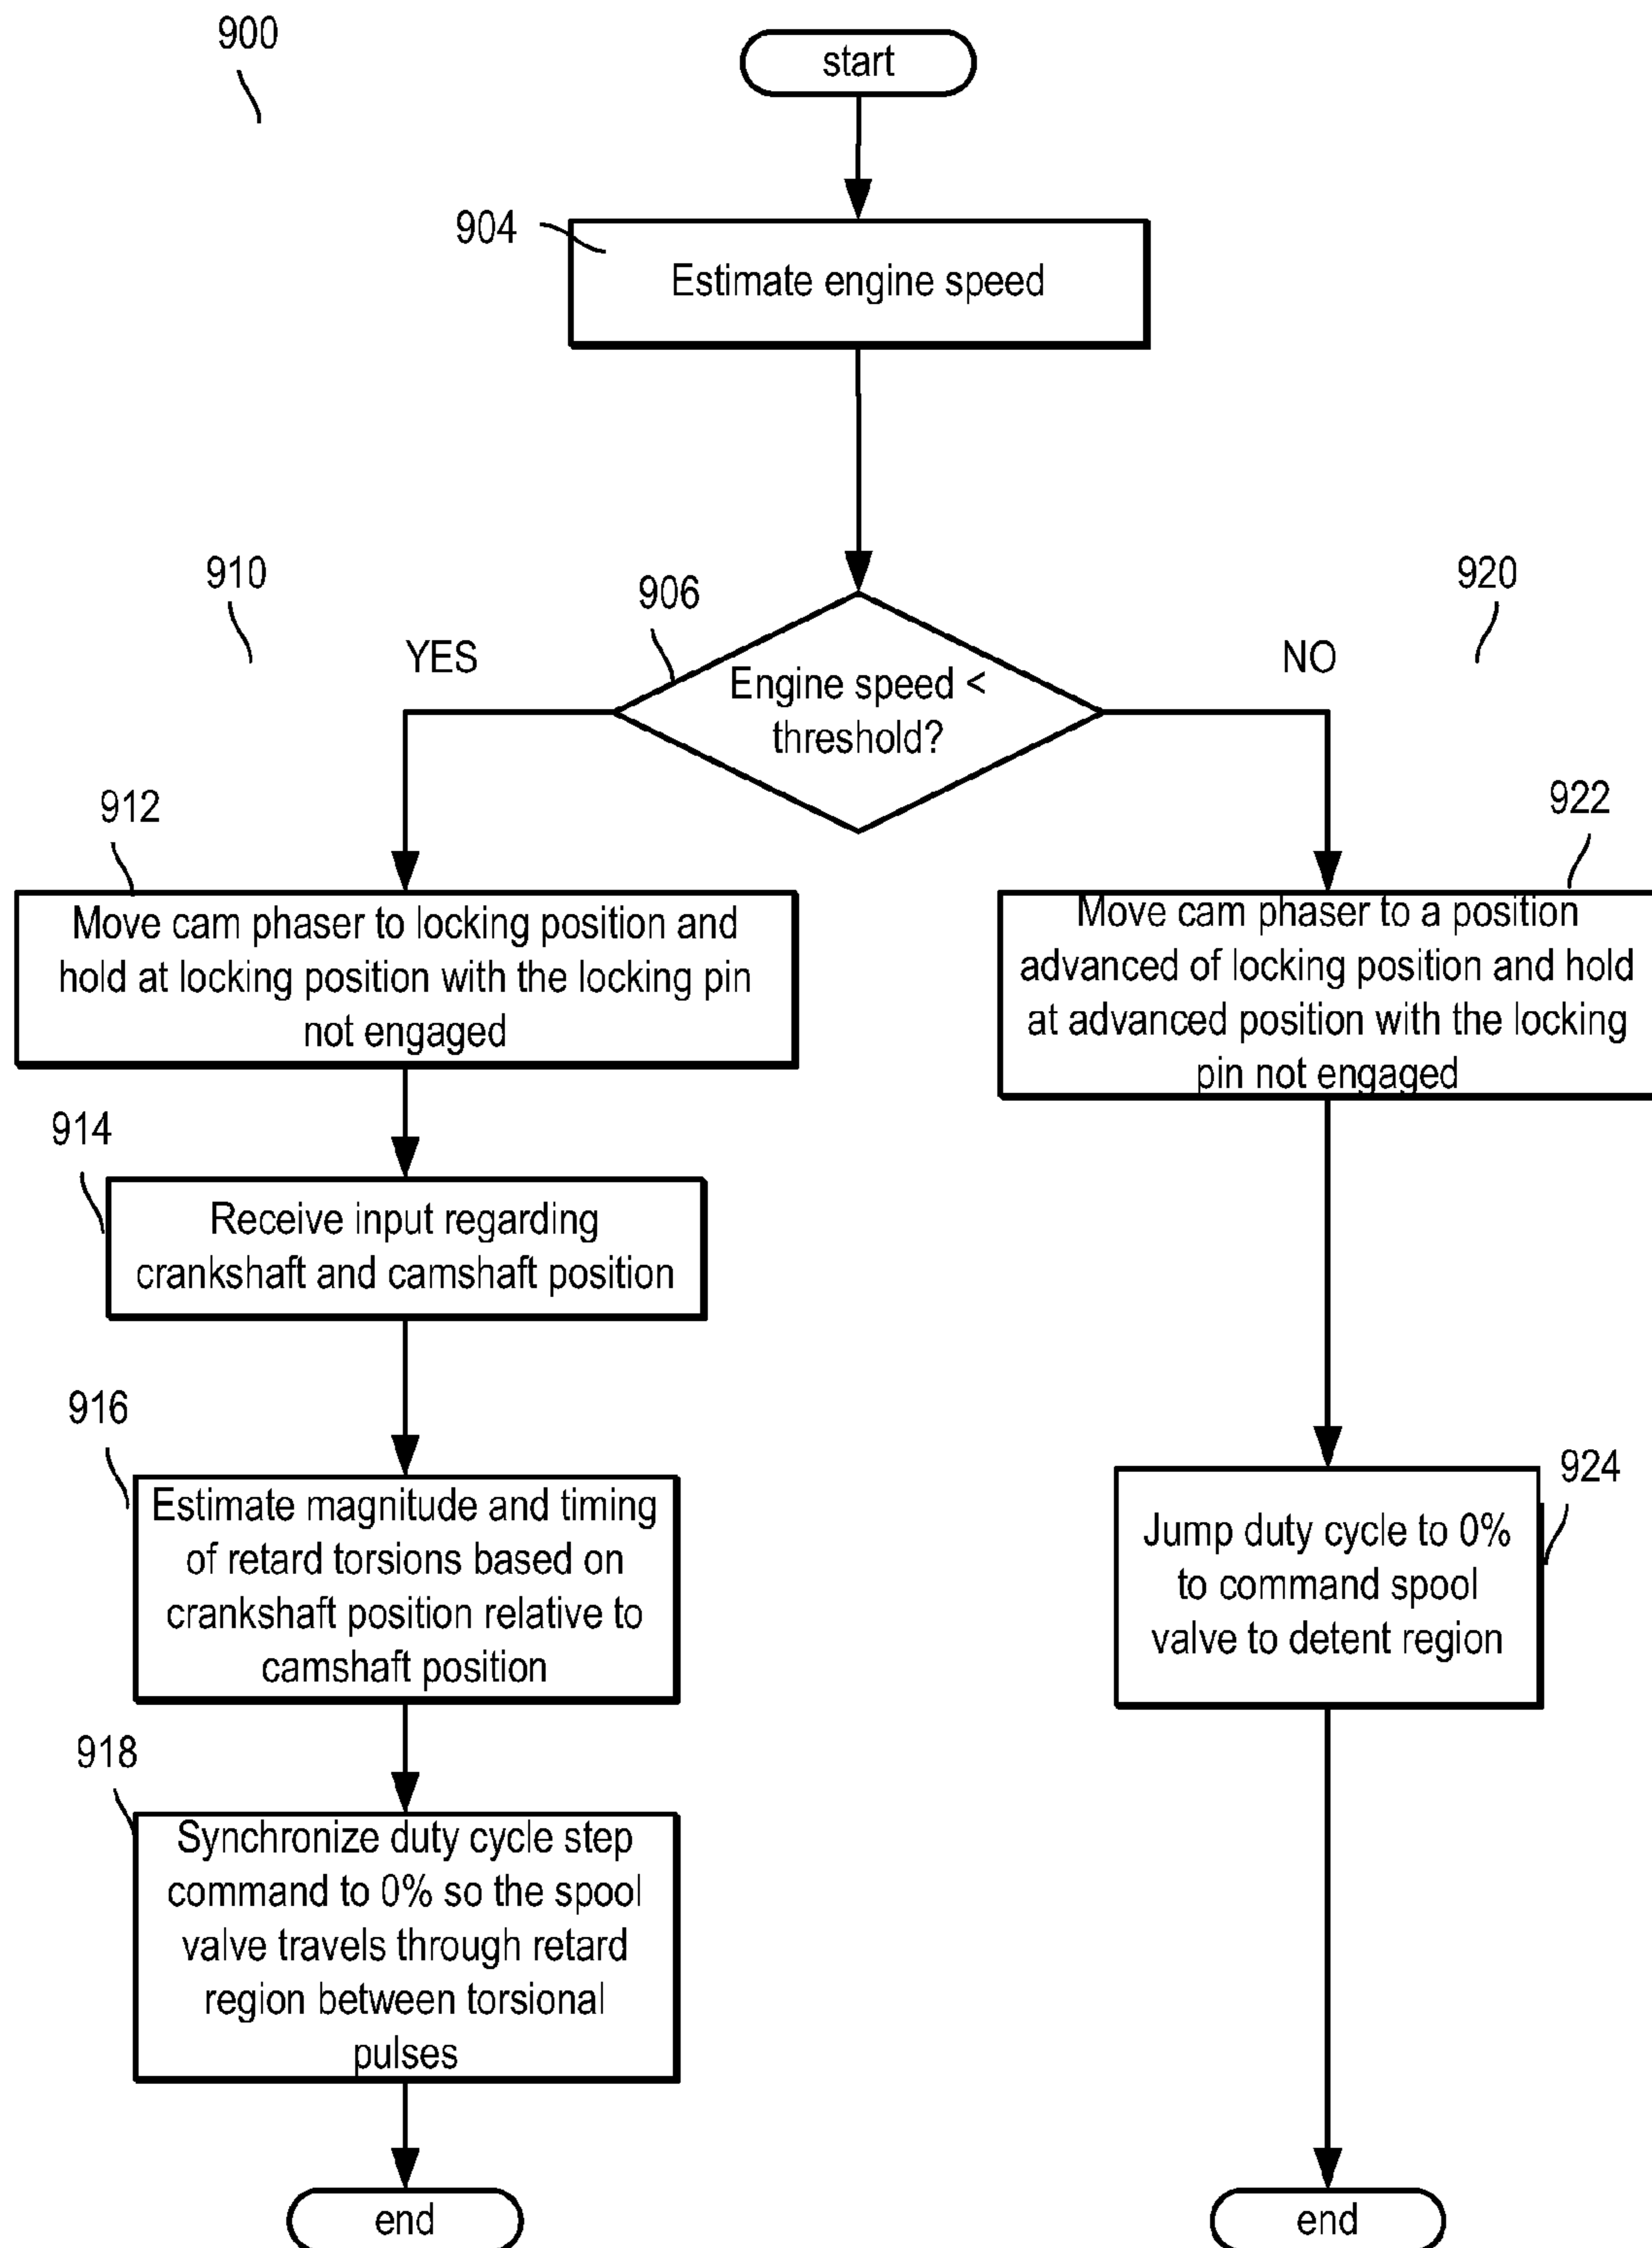 900
start
904
Estimate engine speed
910
906
920
YES
NO
Engine speed <
threshold?
912
Move cam phaser to locking position and
hold at locking position with the locking pin
not engaged
922
Move cam phaser to a position
advanced of locking position and hold
at advanced position with the locking
pin not engaged
914
Receive input regarding
crankshaft and camshaft position
916
Estimate magnitude and timing
of retard torsions based on
crankshaft position relative to
camshaft position
924
Jump duty cycle to 0%
to command spool
valve to detent region
918
Synchronize duty cycle step
command to 0% so the spool
valve travels through retard
region between torsional
pulses
end
end